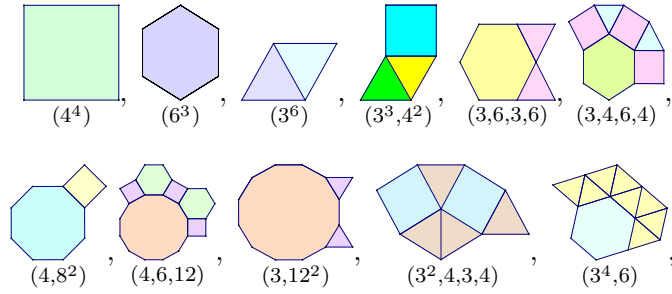 (4⁴), (6³), (3⁶), (3³,4²), (3,6,3,6), (3,4,6,4),
(4,8²), (4,6,12), (3,12²), (3²,4,3,4), (3⁴,6),